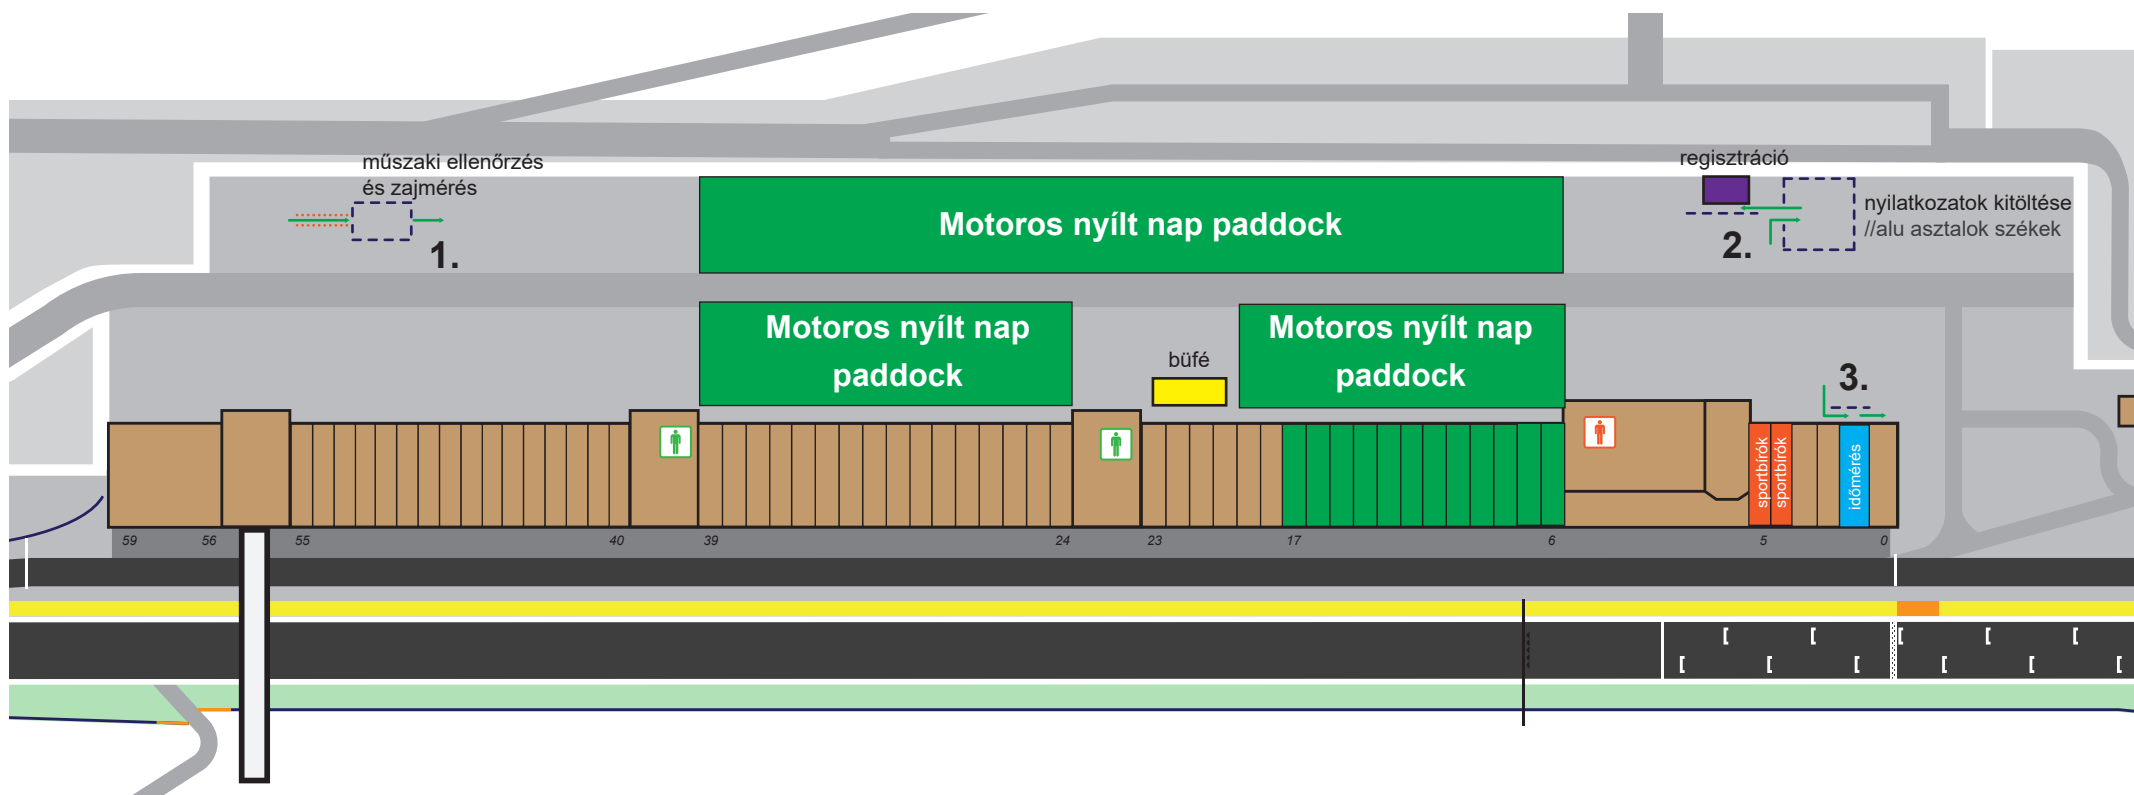 műszaki ellenőrzés
és zajmérés
1.
Motoros nyílt nap paddock
regisztráció
2.
nyilatkozatok kitöltése
//alu asztalok székek
Motoros nyílt nap
paddock
büfé
Motoros nyílt nap
paddock
3.
sportbírók
sportbírók
időmérés
59 56 55 40 39 24 23 17 6 5 0